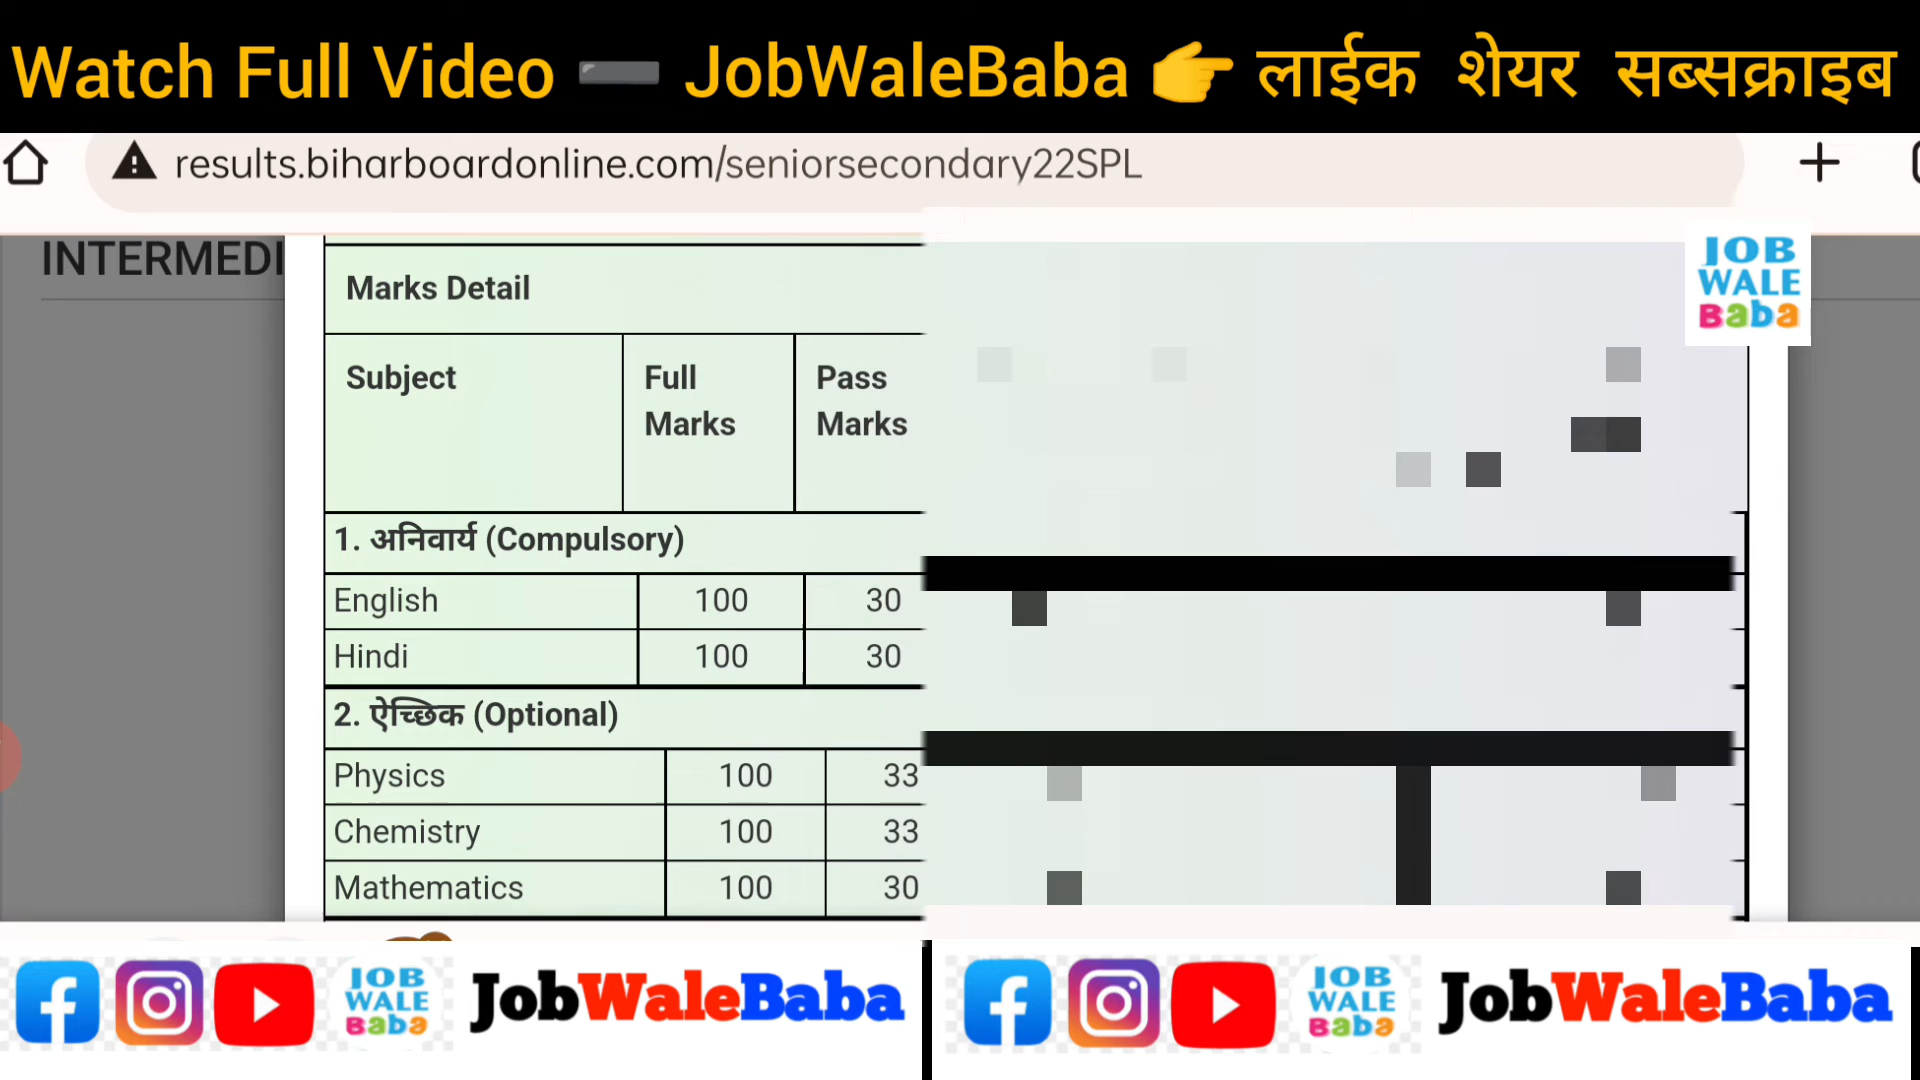 Watch Full Video ➖ JobWaleBaba 👉 लाईक शेयर सब्सक्राइब
results.biharboardonline.com/seniorsecondary22SPL
INTERMEDI
JOB
WALE
Baba
Marks Detail
Subject Full Marks Pass Marks
1. अनिवार्य (Compulsory)
English 100 30
Hindi 100 30
2. ऐच्छिक (Optional)
Physics 100 33
Chemistry 100 33
Mathematics 100 30
JOB
WALE
Baba
JobWaleBaba
JOB
WALE
Baba
JobWaleBaba